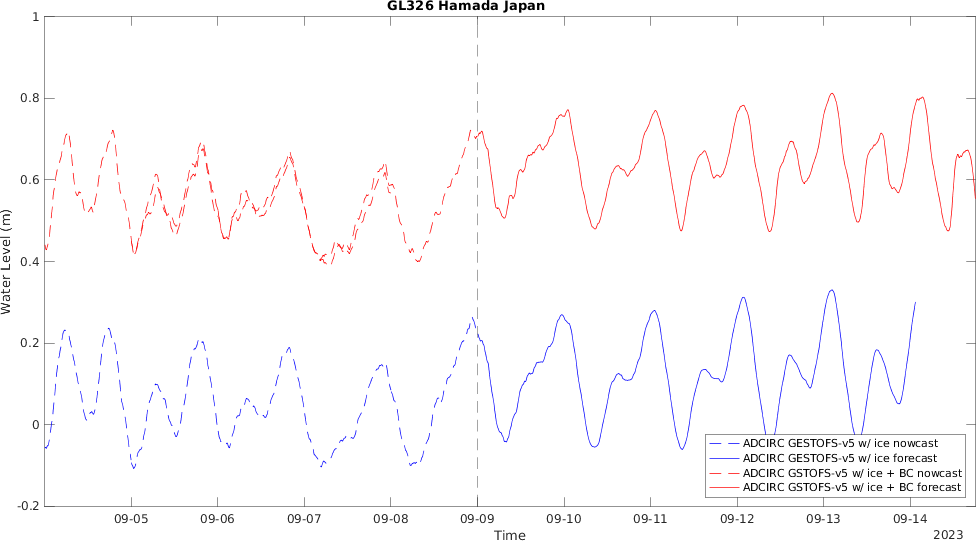 GL326 Hamada Japan
Water Level (m)
1
0.8
0.6
0.4
0.2
0
-0.2
ADCIRC GESTOFS-v5 w/ ice nowcast
ADCIRC GESTOFS-v5 w/ ice forecast
ADCIRC GSTOFS-v5 w/ ice + BC nowcast
ADCIRC GSTOFS-v5 w/ ice + BC forecast
09-05 09-06 09-07 09-08 09-09 09-10 09-11 09-12 09-13 09-14
Time
2023